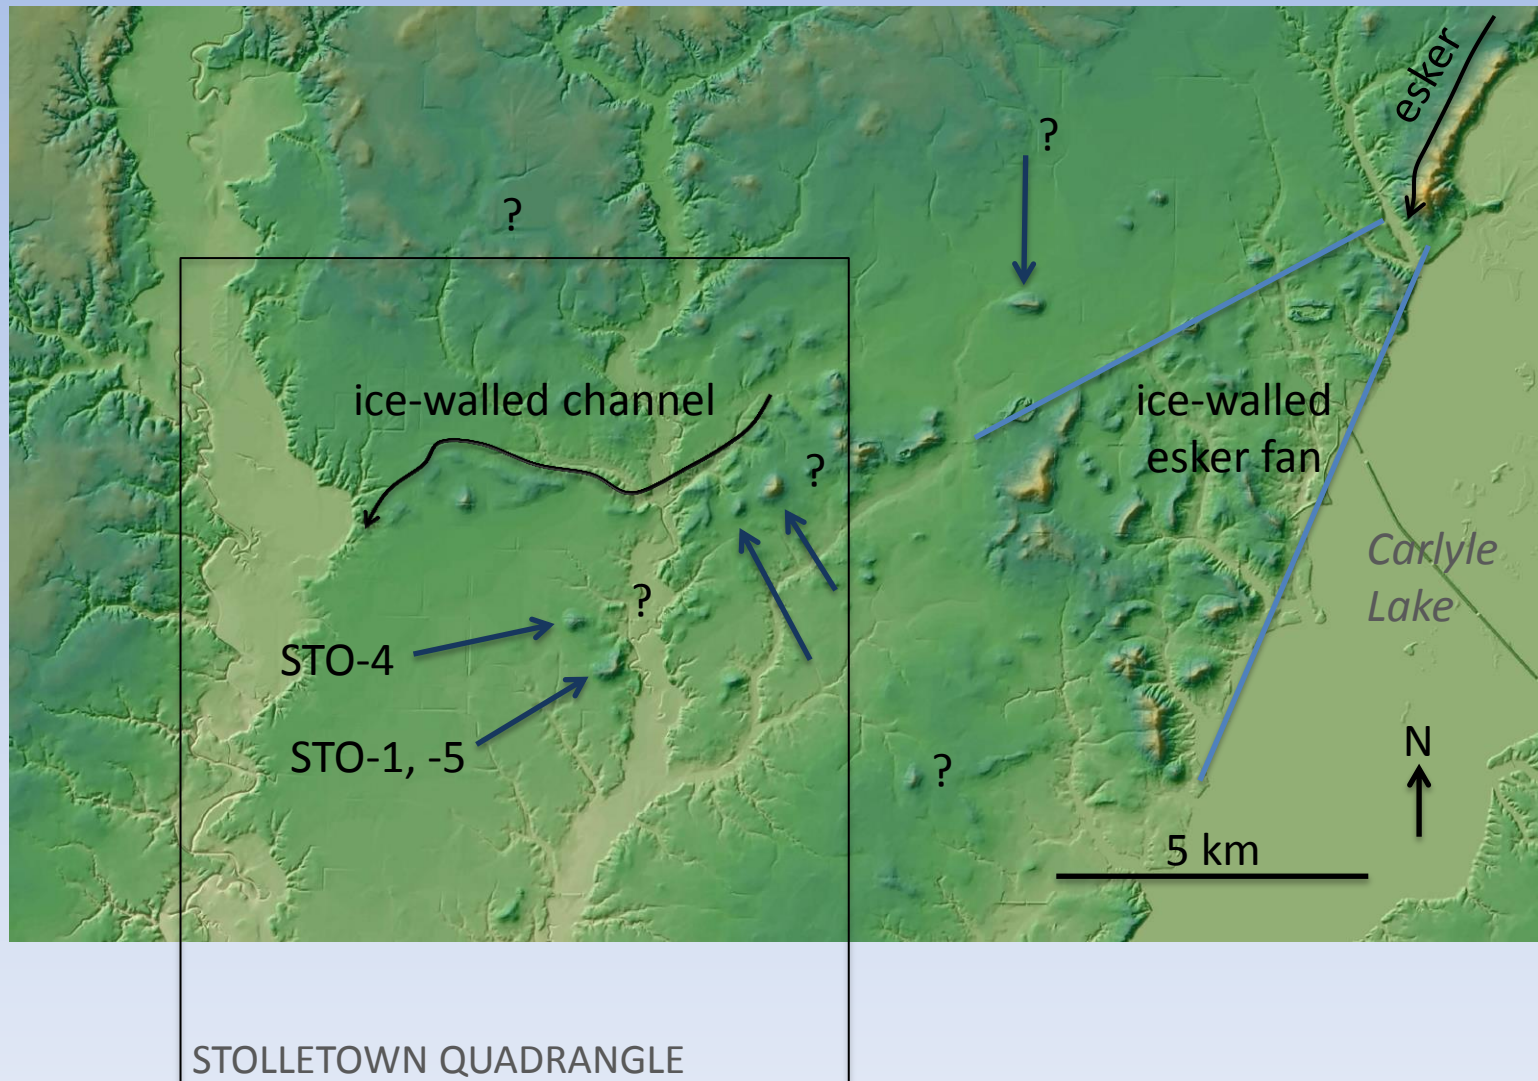 esker
?
?
ice-walled channel
ice-walled
esker fan
?
Carlyle
Lake
?
STO-4
STO-1, -5
?
N
5 km
STOLLETOWN QUADRANGLE